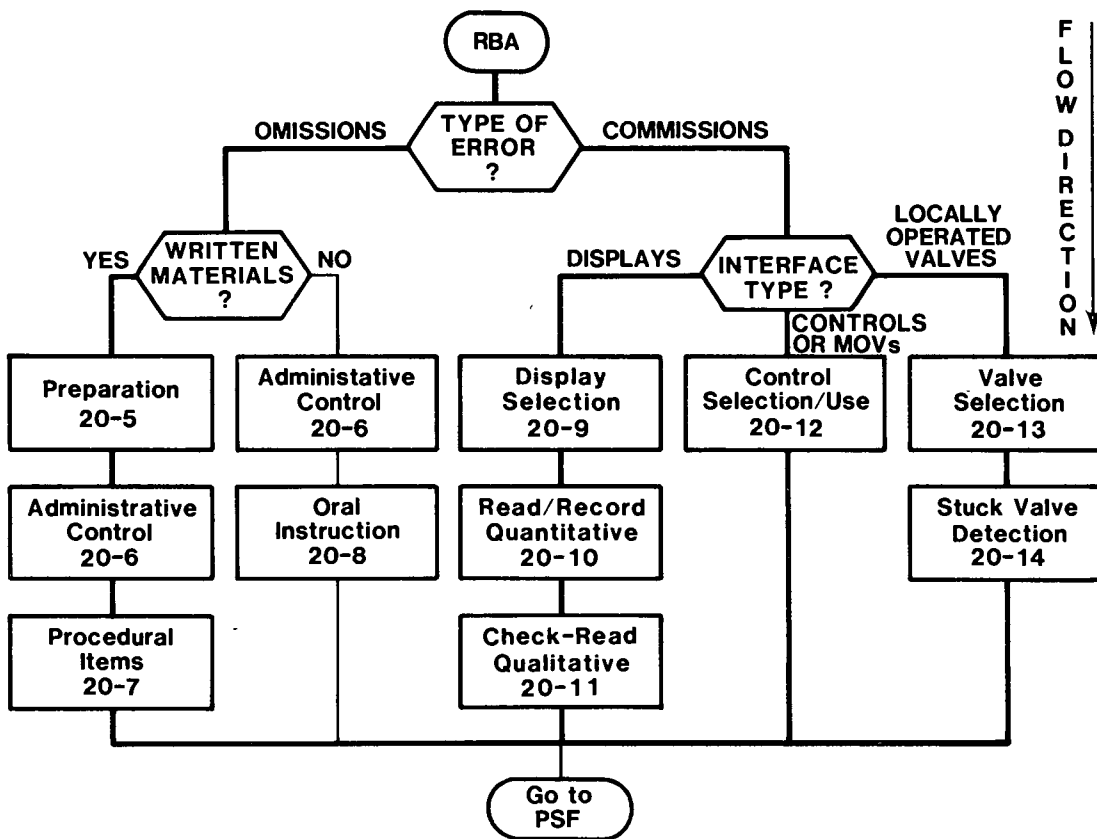 RBA
TYPE OF
ERROR
?
OMISSIONS
COMMISSIONS
FLOW DIRECTION
WRITTEN
MATERIALS
?
YES
NO
INTERFACE
TYPE ?
DISPLAYS
LOCALLY
OPERATED
VALVES
CONTROLS
OR MOVs
Preparation
20-5
Administative
Control
20-6
Display
Selection
20-9
Control
Selection/Use
20-12
Valve
Selection
20-13
Administrative
Control
20-6
Oral
Instruction
20-8
Read/Record
Quantitative
20-10
Stuck Valve
Detection
20-14
Procedural
Items
20-7
Check-Read
Qualitative
20-11
Go to
PSF